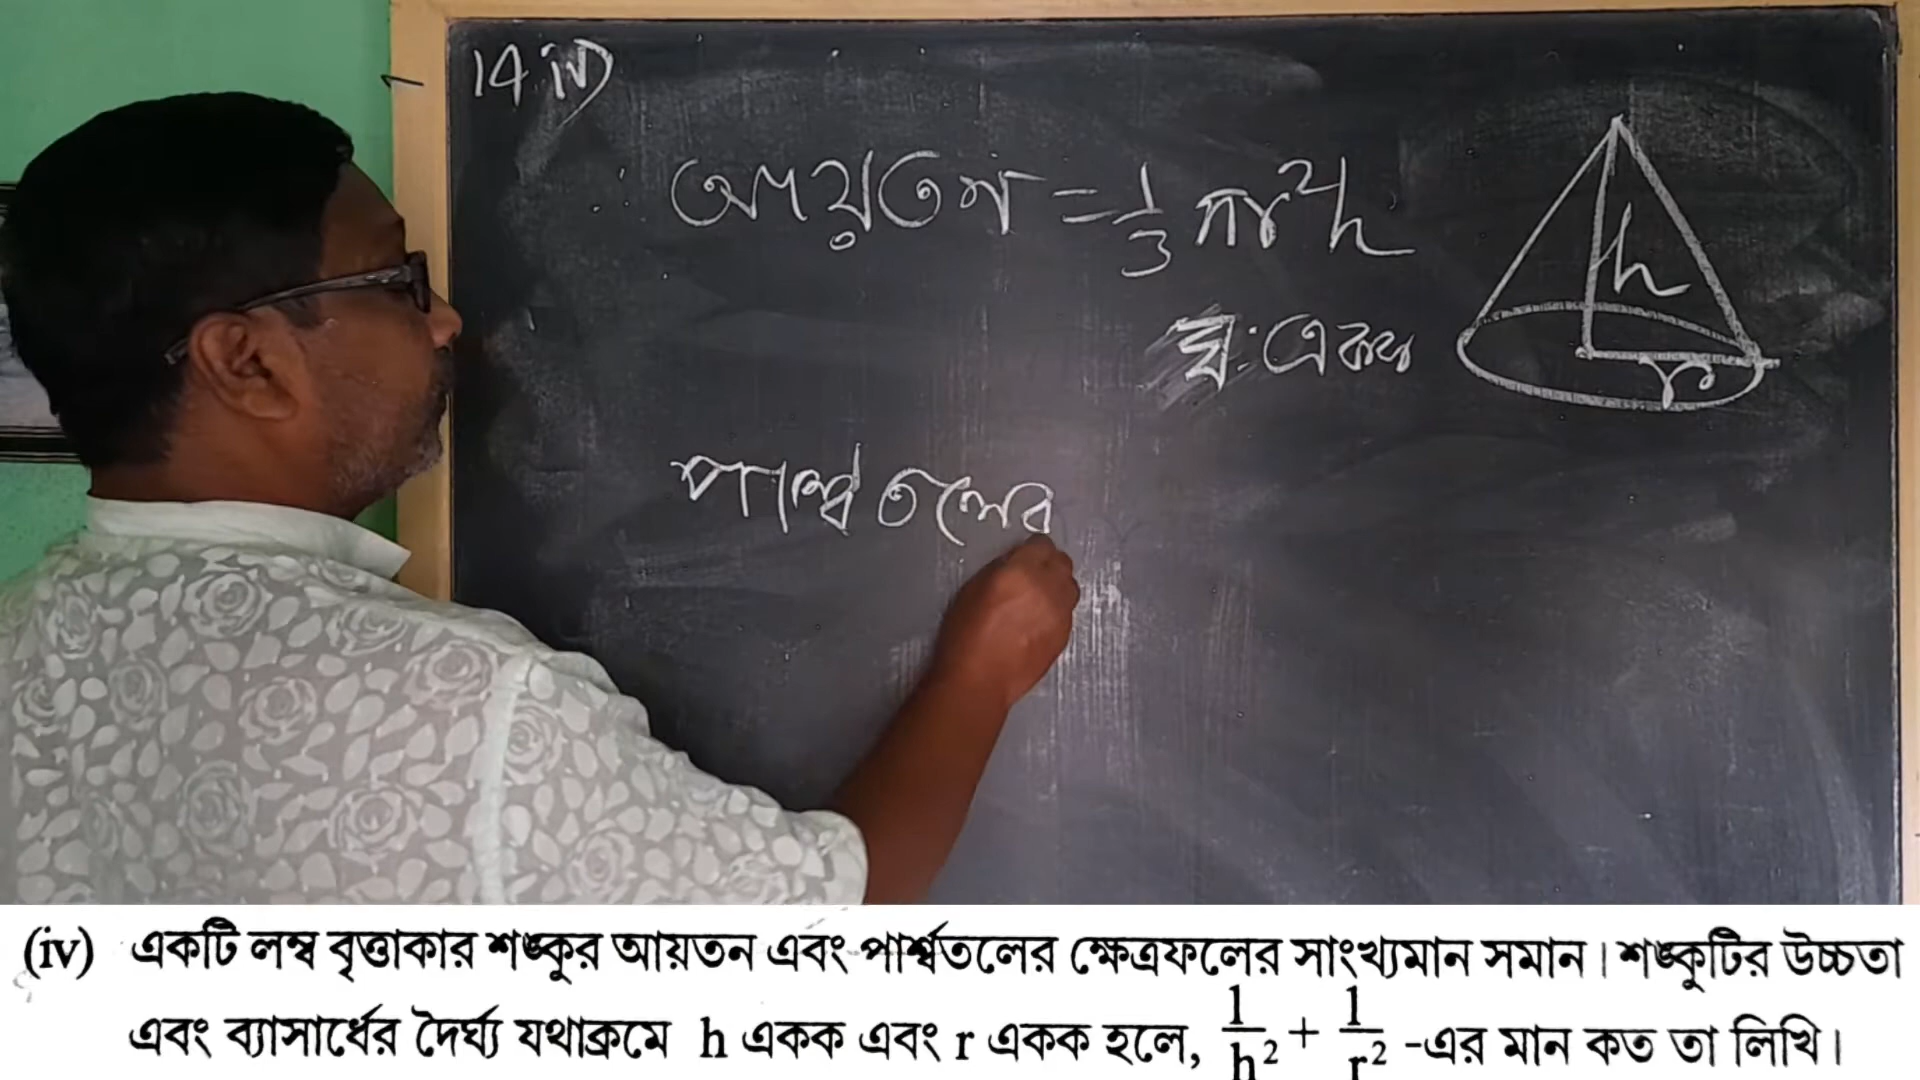 14 iv)
∴ আয়তন = 1/3 πr²h
ঘ: একক
h
r
পার্শ্বতলের
(iv) একটি লম্ব বৃত্তাকার শঙ্কুর আয়তন এবং পার্শ্বতলের ক্ষেত্রফলের সাংখ্যমান সমান। শঙ্কুটির উচ্চতা
এবং ব্যাসার্ধের দৈর্ঘ্য যথাক্রমে h একক এবং r একক হলে, 1/h² + 1/r² -এর মান কত তা লিখি।